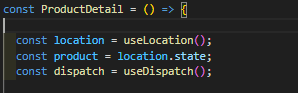 const ProductDetail = () => {
const location = useLocation();
const product = location.state;
const dispatch = useDispatch();